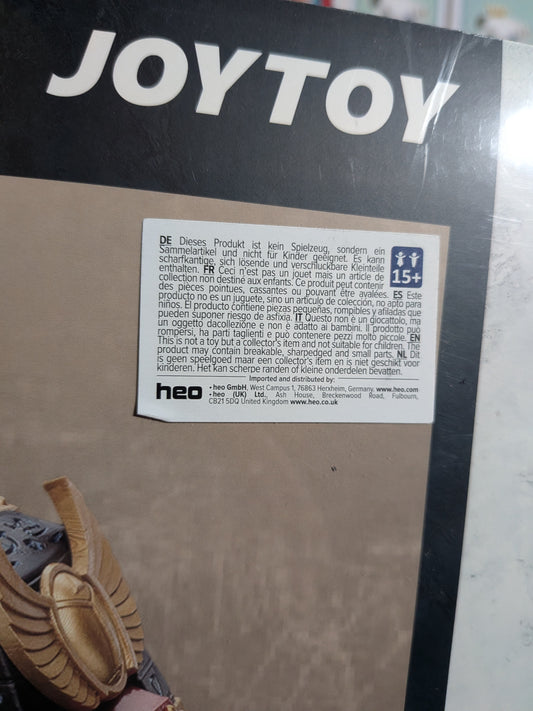 JOYTOY
DE Dieses Produkt ist kein Spielzeug, sondern ein
Sammelartikel und nicht für Kinder geeignet. Es kann
scharfkantige, sich lösende und verschluckbare Kleinteile
enthalten. FR Ceci n'est pas un jouet mais un article de
collection non destiné aux enfants. Ce produit peut contenir
des pièces pointues, cassantes ou pouvant être avalées. ES Este
producto no es un juguete, sino un artículo de colección, no apto para
niños. El producto contiene piezas pequeñas, rompibles y afiladas que
pueden suponer riesgo de asfixia. IT Questo non è un giocattolo, ma
un oggetto dacollezione e non è adatto ai bambini. Il prodotto può
rompersi, ha parti taglienti e può contenere pezzi molto piccole. EN
This is not a toy but a collector's item and not suitable for children. The
product may contain breakable, sharpedged and small parts. NL Dit
is geen speelgoed maar een collector's item en is niet geschikt voor
kinderen. Het kan scherpe randen of kleine onderdelen bevatten.
15+
Imported and distributed by:
heo
• heo GmbH, West Campus 1, 76863 Herxheim, Germany, www.heo.com
• heo (UK) Ltd., Ash House, Breckenwood Road, Fulbourn,
CB21 5DQ United Kingdom www.heo.co.uk